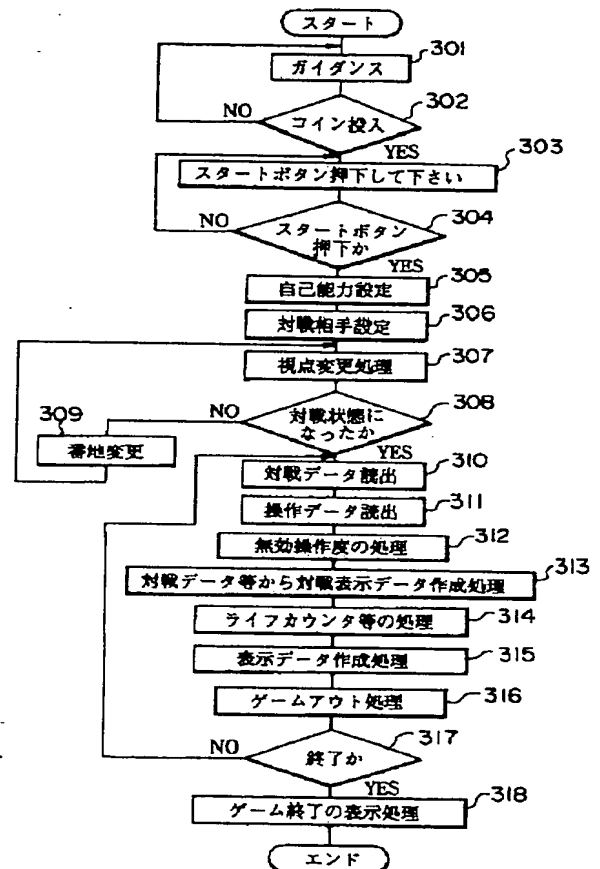 スタート
301
ガイダンス
302
NO
コイン投入
YES
303
スタートボタン押下して下さい
304
NO
スタートボタン
押下か
YES
305
自己能力設定
306
対戦相手設定
307
視点変更処理
308
NO
対戦状態に
なったか
309
番地変更
YES
310
対戦データ読出
311
操作データ読出
312
無効操作度の処理
313
対戦データ等から対戦表示データ作成処理
314
ライフカウンタ等の処理
315
表示データ作成処理
316
ゲームアウト処理
317
NO
終了か
YES
318
ゲーム終了の表示処理
エンド